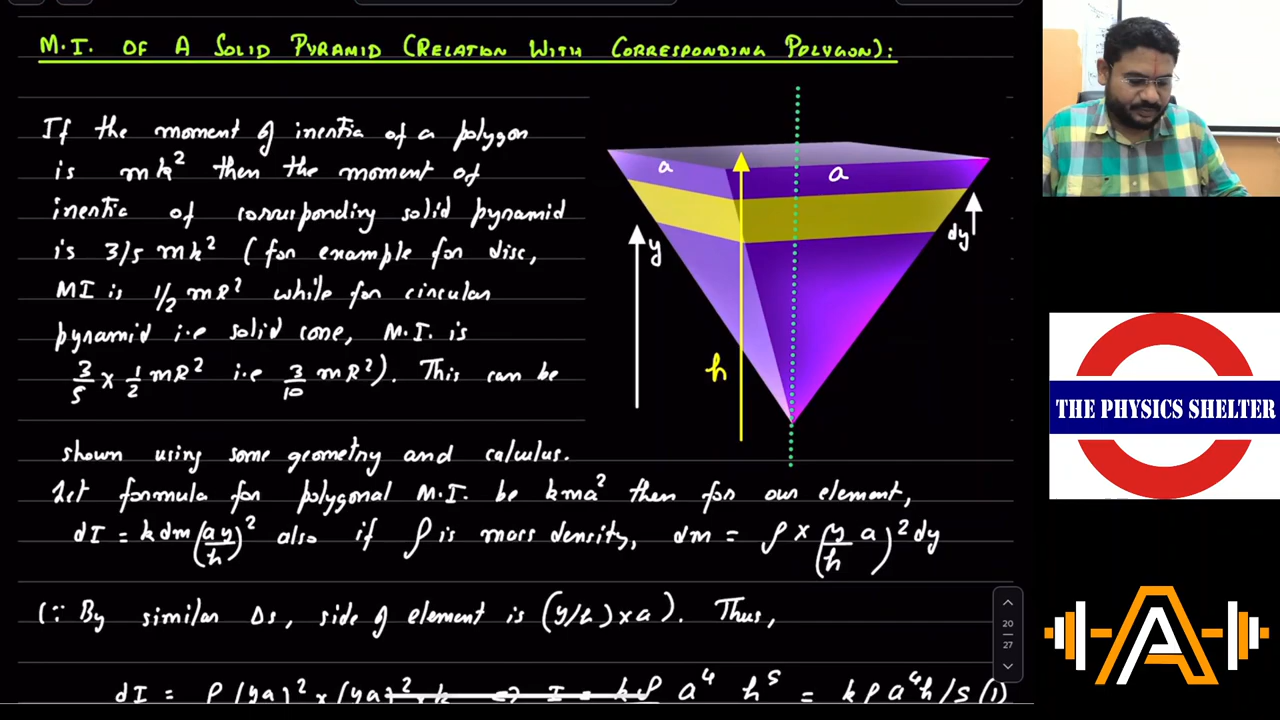 M.I. OF A SOLID PYRAMID (RELATION WITH CORRESPONDING POLYGON):
If the moment of inertia of a polygon
is mk² then the moment of
inertia of corresponding solid pyramid
is 3/5 mk² (for example for disc,
MI is 1/2 mR² while for circular
pyramid i.e solid cone, M.I. is
3/5 × 1/2 mR² i.e 3/10 mR²). This can be
shown using some geometry and calculus.
Let formula for polygonal M.I. be kma² then for our element,
dI = k dm (ay/h)² also if ρ is mass density, dm = ρ × (y/h a)² dy
(∵ By similar Δs, side of element is (y/h) × a). Thus,
a
a
y
dy
h
THE PHYSICS SHELTER
A
20
27